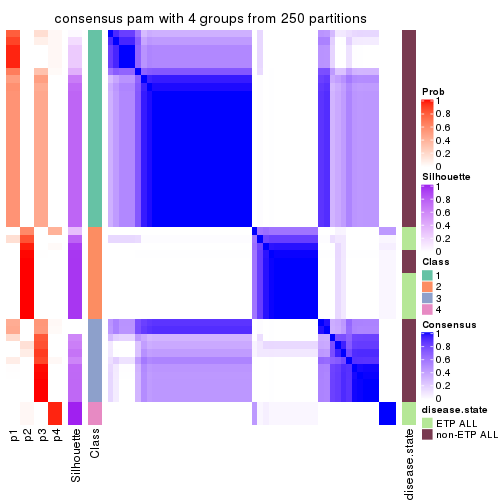 consensus pam with 4 groups from 250 partitions
Prob
1
0.8
0.6
0.4
0.2
0
Silhouette
1
0.8
0.6
0.4
0.2
0
Class
1
2
3
4
Consensus
1
0.8
0.6
0.4
0.2
0
disease.state
ETP ALL
non-ETP ALL
p1
p2
p3
p4
Silhouette
Class
disease.state